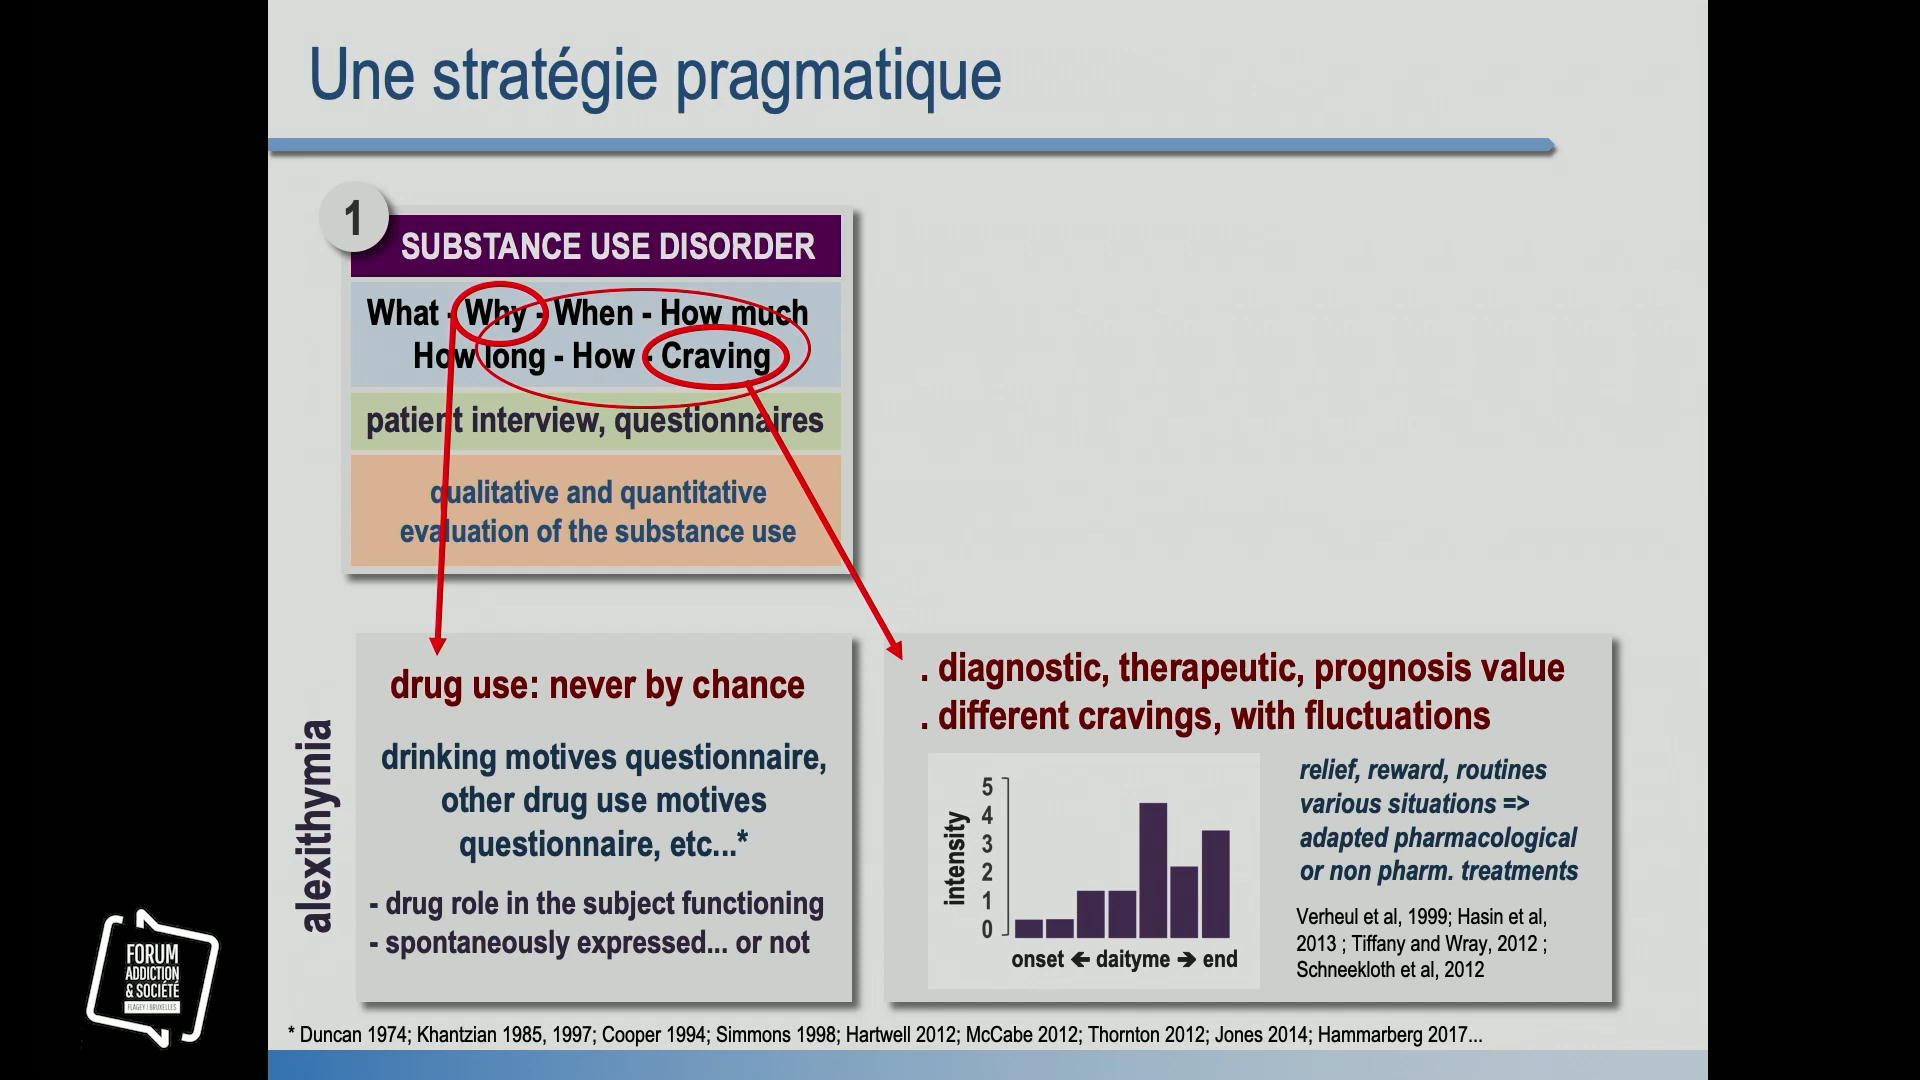 Une stratégie pragmatique
1
SUBSTANCE USE DISORDER
What - Why - When - How much
How long - How - Craving
patient interview, questionnaires
qualitative and quantitative
evaluation of the substance use
alexithymia
drug use: never by chance
drinking motives questionnaire,
other drug use motives
questionnaire, etc...*
- drug role in the subject functioning
- spontaneously expressed... or not
. diagnostic, therapeutic, prognosis value
. different cravings, with fluctuations
intensity
5
4
3
2
1
0
onset ← daityme → end
relief, reward, routines
various situations =>
adapted pharmacological
or non pharm. treatments
Verheul et al, 1999; Hasin et al,
2013 ; Tiffany and Wray, 2012 ;
Schneekloth et al, 2012
* Duncan 1974; Khantzian 1985, 1997; Cooper 1994; Simmons 1998; Hartwell 2012; McCabe 2012; Thornton 2012; Jones 2014; Hammarberg 2017...
FORUM
ADDICTION
& SOCIÉTÉ
FLAGEY | BRUXELLES